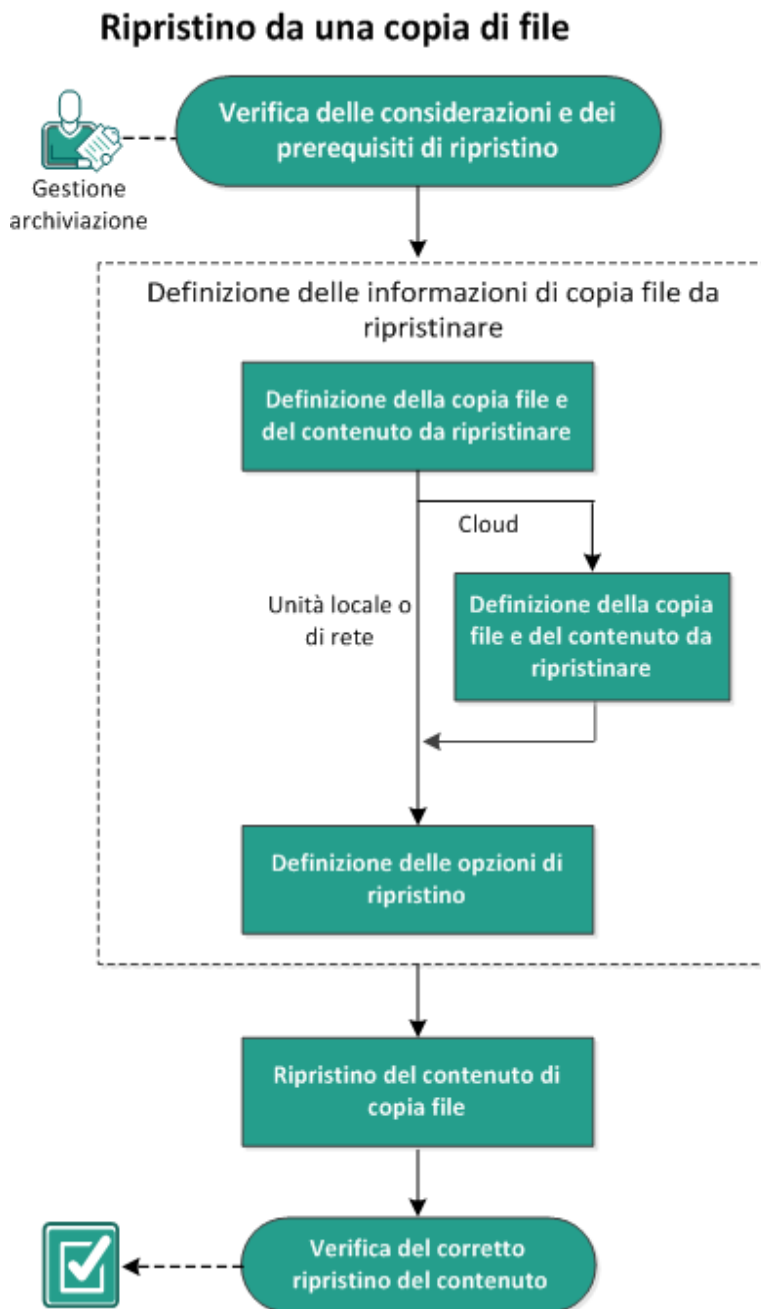 Ripristino da una copia di file
Verifica delle considerazioni e dei
prerequisiti di ripristino
Gestione
archiviazione
Definizione delle informazioni di copia file da
ripristinare
Definizione della copia file e
del contenuto da ripristinare
Cloud
Unità locale o
di rete
Definizione della copia
file e del contenuto da
ripristinare
Definizione delle opzioni di
ripristino
Ripristino del contenuto di
copia file
Verifica del corretto
ripristino del contenuto